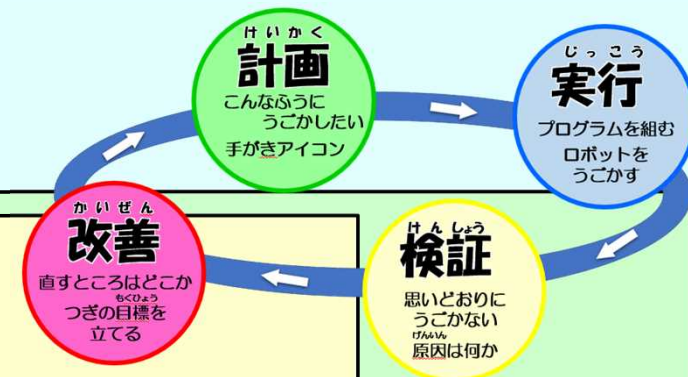 けいかく
計画
こんなふうに
うごかしたい
手がきアイコン
じっこう
実行
プログラムを組む
ロボットを
うごかす
けんしょう
検証
思いどおりに
うごかない
げんいん
原因は何か
かいぜん
改善
直すところはどこか
もくひょう
つぎの目標を
立てる